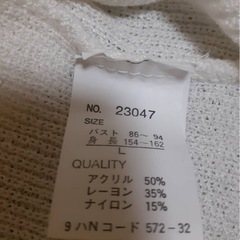 NO. 23047
SIZE
バスト 86～94
身長 154～162
L
QUALITY
アクリル 50%
レーヨン 35%
ナイロン 15%
9ハNコード 572-32